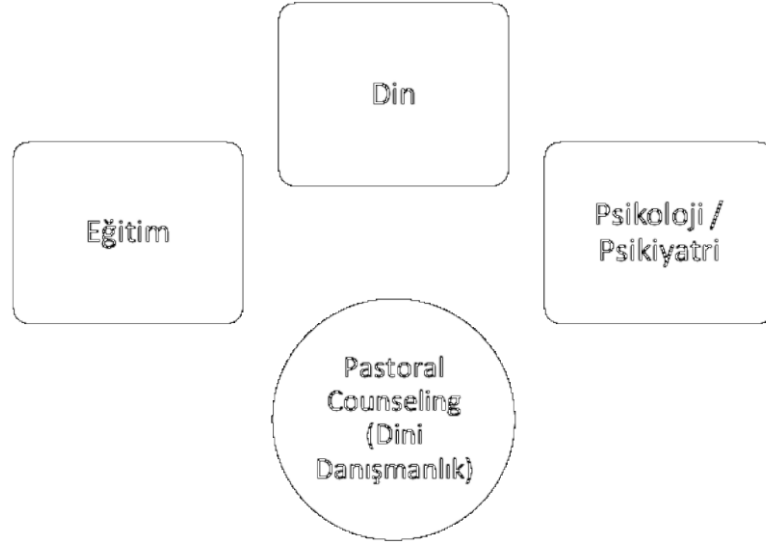 Din
Eğitim
Psikoloji /
Psikiyatri
Pastoral
Counseling
(Dini
Danışmanlık)